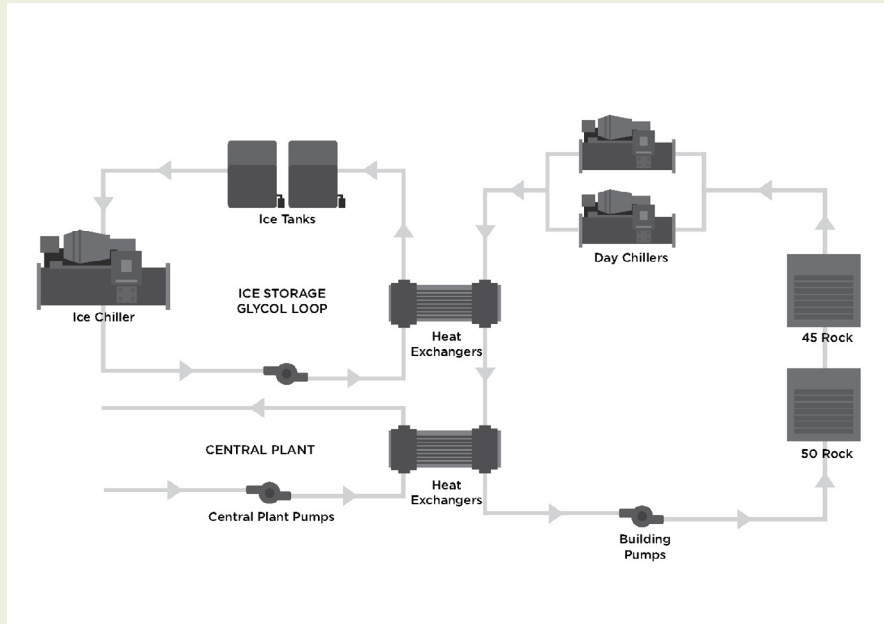 Ice Tanks
Day Chillers
ICE STORAGE
GLYCOL LOOP
Ice Chiller
Heat
Exchangers
45 Rock
CENTRAL PLANT
50 Rock
Heat
Exchangers
Central Plant Pumps
Building
Pumps